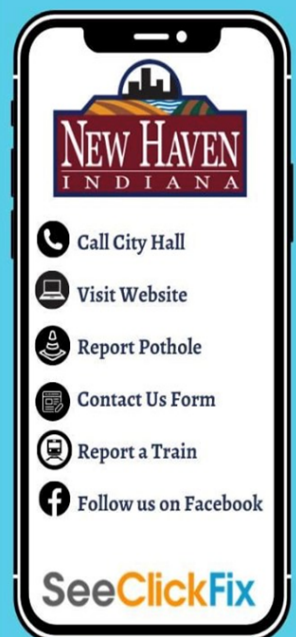 NEW HAVEN
INDIANA
Call City Hall
Visit Website
Report Pothole
Contact Us Form
Report a Train
Follow us on Facebook
SeeClickFix